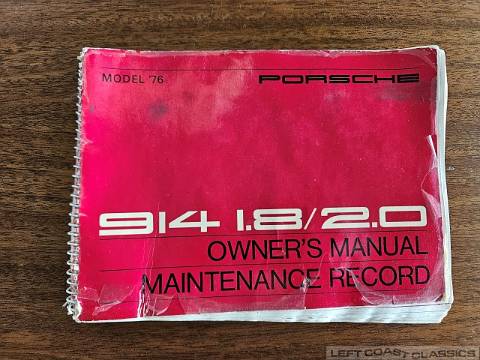 MODEL '76
PORSCHE
914 1.8/2.0
OWNER'S MANUAL
MAINTENANCE RECORD
LEFT COAST CLASSICS